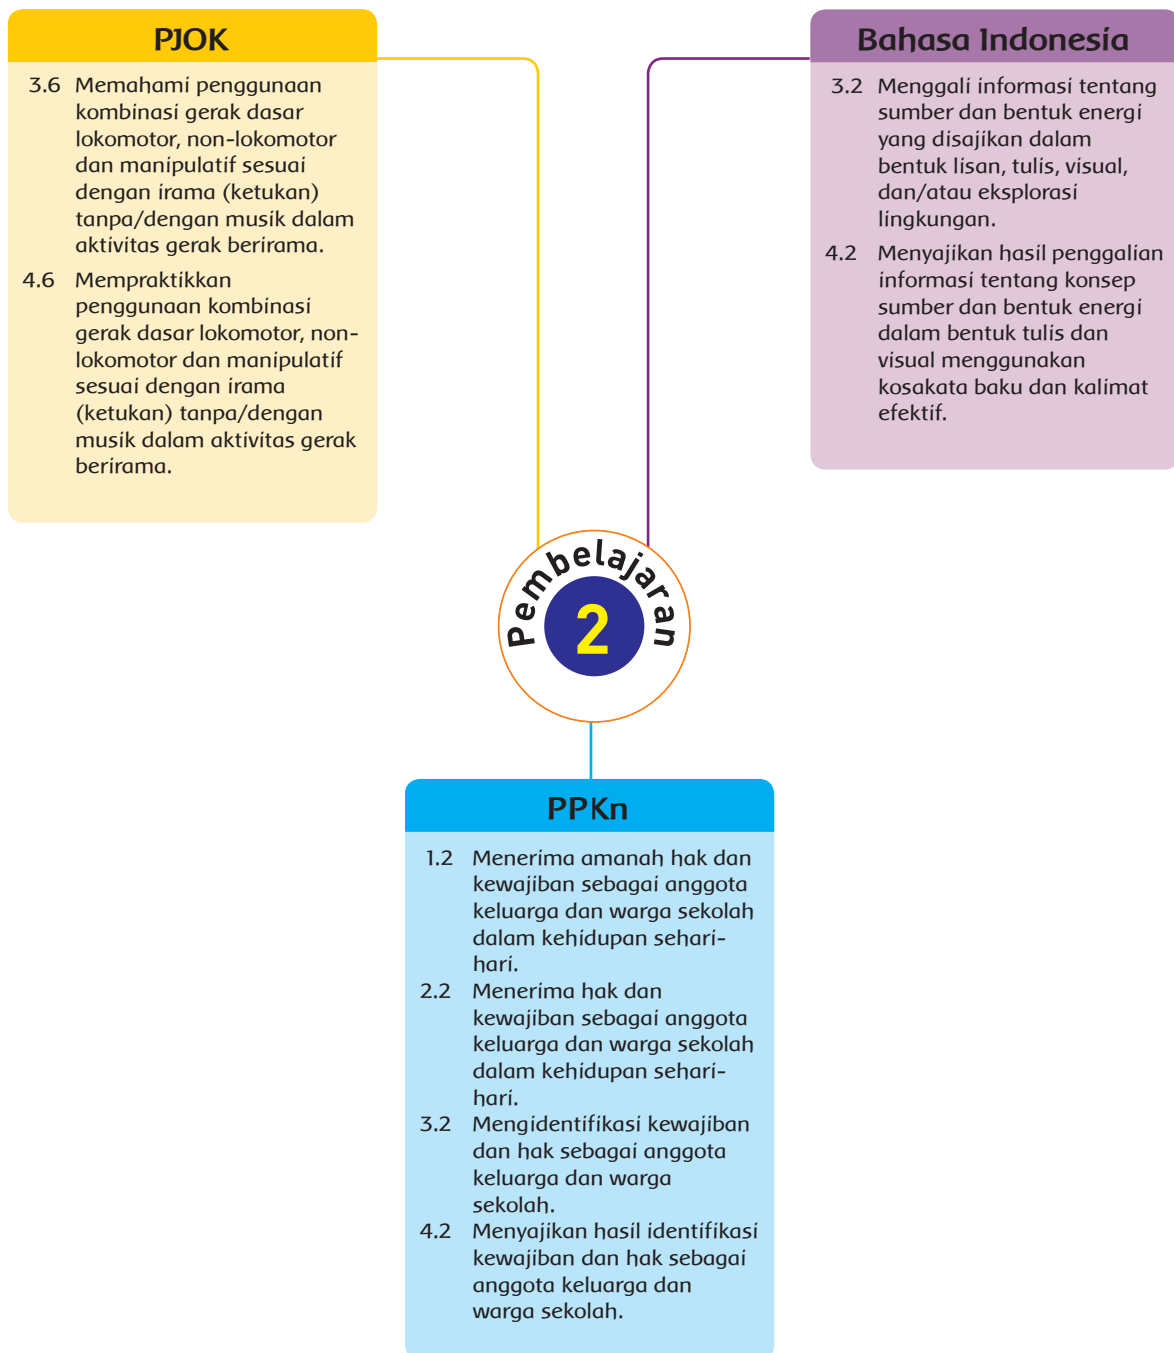 PJOK
3.6 Memahami penggunaan
kombinasi gerak dasar
lokomotor, non-lokomotor
dan manipulatif sesuai
dengan irama (ketukan)
tanpa/dengan musik dalam
aktivitas gerak berirama.
4.6 Mempraktikkan
penggunaan kombinasi
gerak dasar lokomotor, non-
lokomotor dan manipulatif
sesuai dengan irama
(ketukan) tanpa/dengan
musik dalam aktivitas gerak
berirama.
Bahasa Indonesia
3.2 Menggali informasi tentang
sumber dan bentuk energi
yang disajikan dalam
bentuk lisan, tulis, visual,
dan/atau eksplorasi
lingkungan.
4.2 Menyajikan hasil penggalian
informasi tentang konsep
sumber dan bentuk energi
dalam bentuk tulis dan
visual menggunakan
kosakata baku dan kalimat
efektif.
Pembelajaran
2
PPKn
1.2 Menerima amanah hak dan
kewajiban sebagai anggota
keluarga dan warga sekolah
dalam kehidupan sehari-
hari.
2.2 Menerima hak dan
kewajiban sebagai anggota
keluarga dan warga sekolah
dalam kehidupan sehari-
hari.
3.2 Mengidentifikasi kewajiban
dan hak sebagai anggota
keluarga dan warga
sekolah.
4.2 Menyajikan hasil identifikasi
kewajiban dan hak sebagai
anggota keluarga dan
warga sekolah.